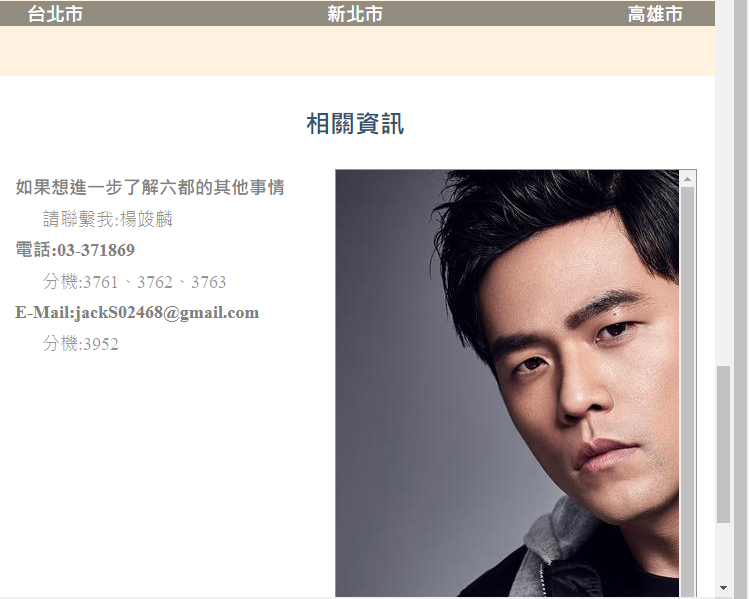 台北市 新北市 高雄市
相關資訊
如果想進一步了解六都的其他事情
請聯繫我:楊竣麟
電話:03-371869
分機:3761、3762、3763
E-Mail:jackS02468@gmail.com
分機:3952